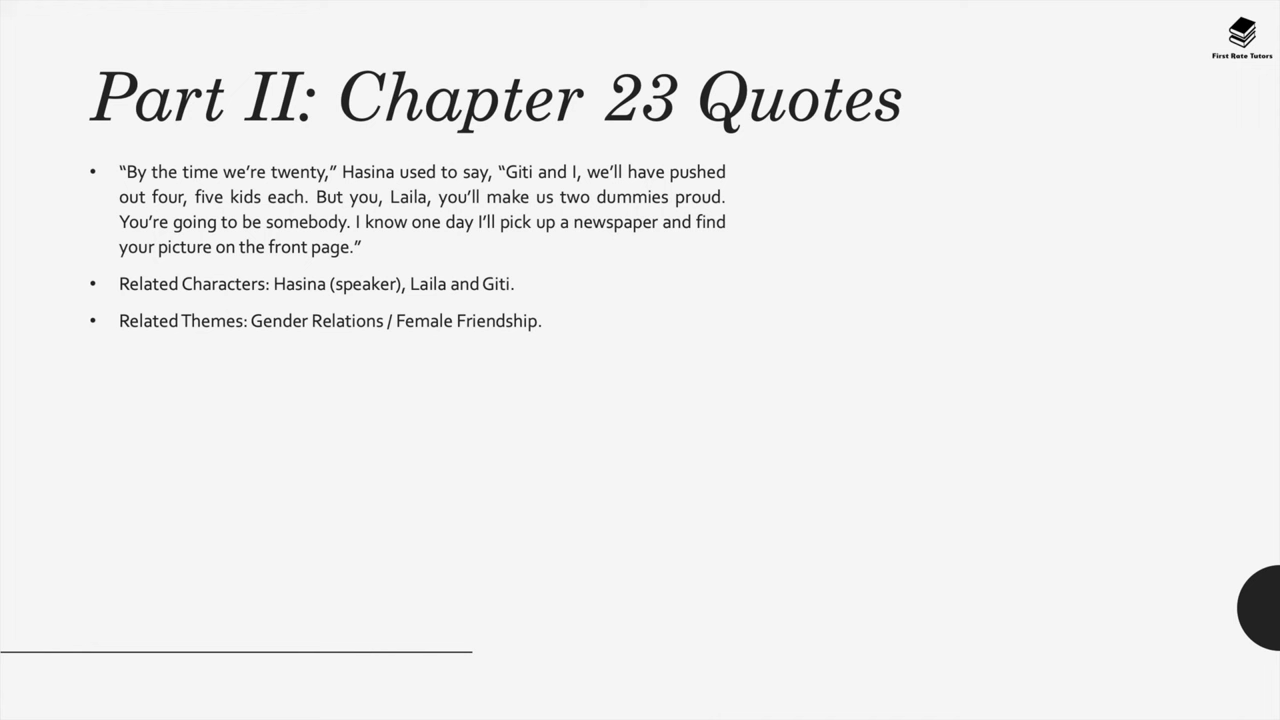 First Rate Tutors
Part II: Chapter 23 Quotes
• “By the time we’re twenty,” Hasina used to say, “Giti and I, we’ll have pushed
out four, five kids each. But you, Laila, you’ll make us two dummies proud.
You’re going to be somebody. I know one day I’ll pick up a newspaper and find
your picture on the front page.”
• Related Characters: Hasina (speaker), Laila and Giti.
• Related Themes: Gender Relations / Female Friendship.